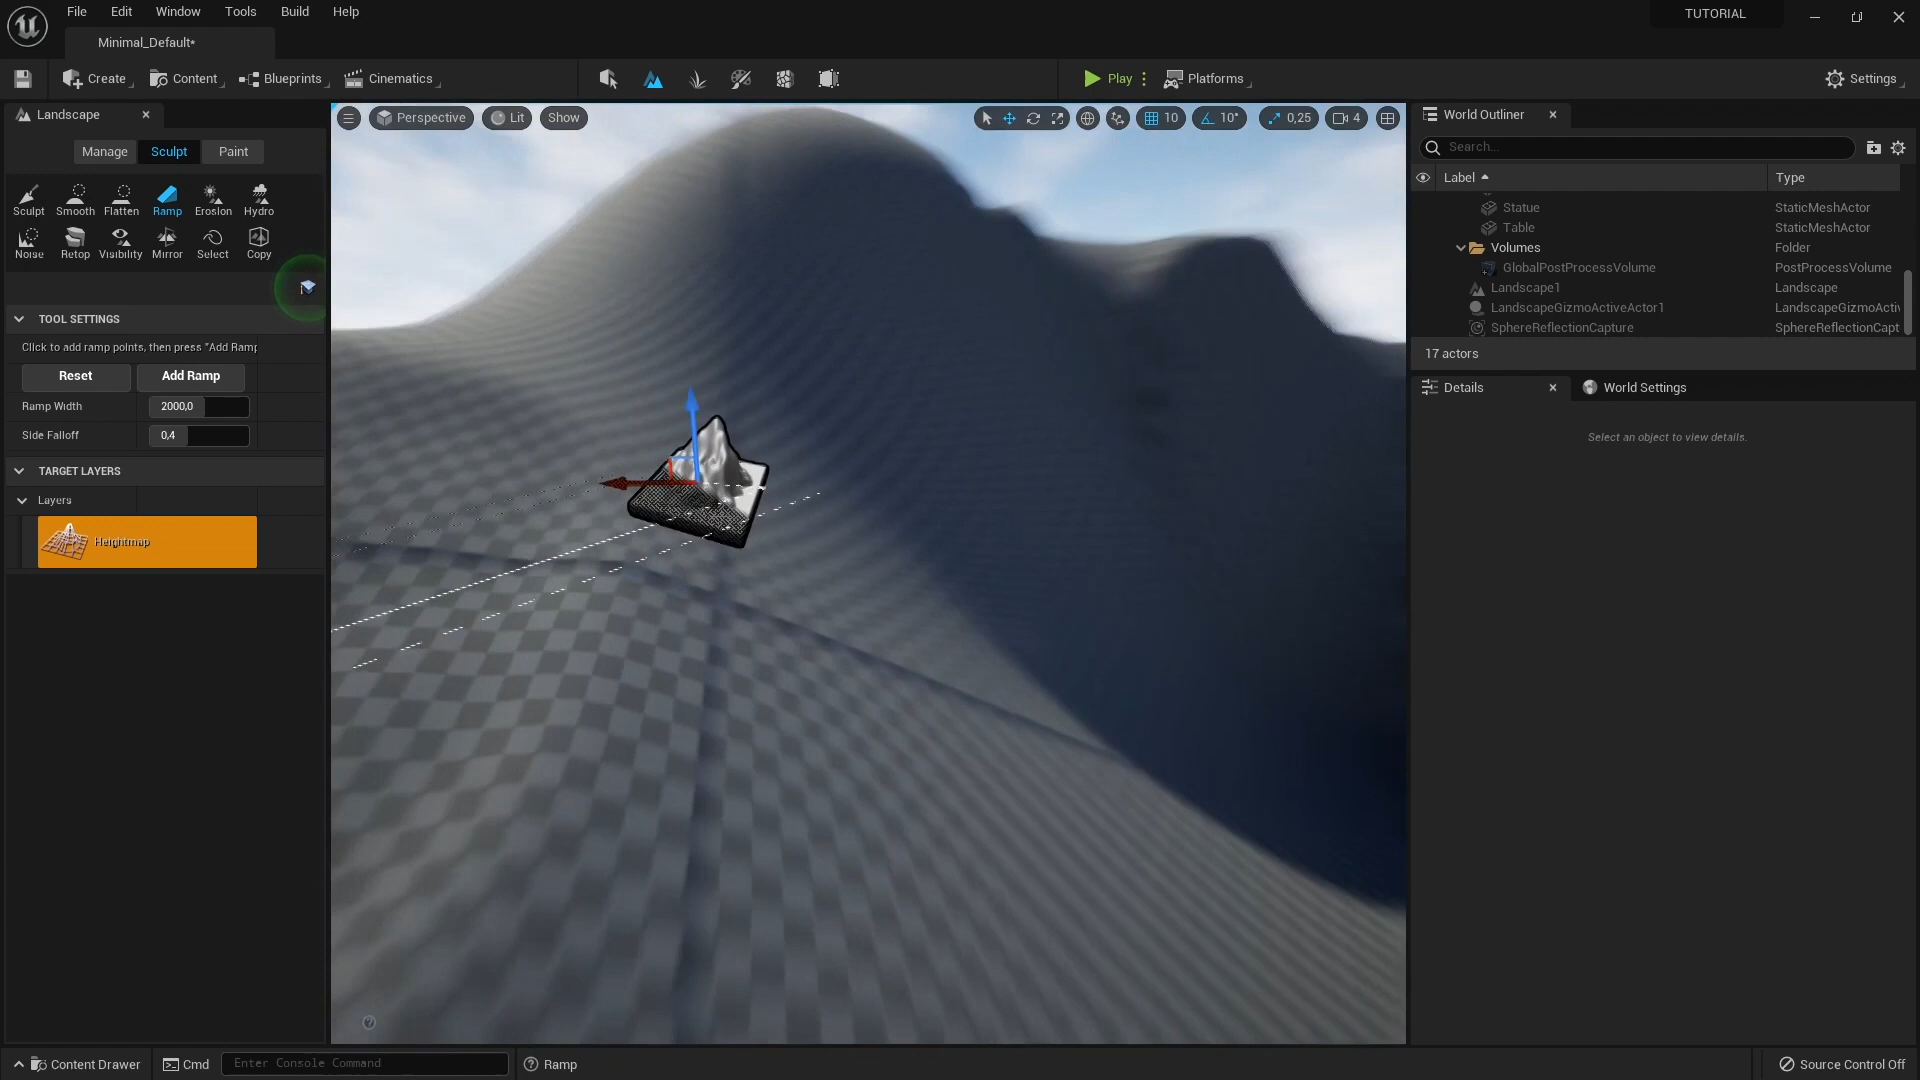 File Edit Window Tools Build Help
TUTORIAL
Minimal_Default*
Create Content Blueprints Cinematics Play Platforms Settings
Landscape
Perspective Lit Show 10 10° 0,25 4
World Outliner
Manage Sculpt Paint
Search...
Label Type
Sculpt Smooth Flatten Ramp Erosion Hydro
Statue StaticMeshActor
Table StaticMeshActor
Noise Retop Visibility Mirror Select Copy
Volumes Folder
GlobalPostProcessVolume PostProcessVolume
Landscape1 Landscape
LandscapeGizmoActiveActor1 LandscapeGizmoActiv
SphereReflectionCapture SphereReflectionCapt
17 actors
TOOL SETTINGS
Click to add ramp points, then press "Add Ramp
Reset Add Ramp
Ramp Width 2000,0
Side Falloff 0,4
TARGET LAYERS
Layers
Heightmap
Details World Settings
Select an object to view details.
Content Drawer Cmd Enter Console Command Ramp Source Control Off